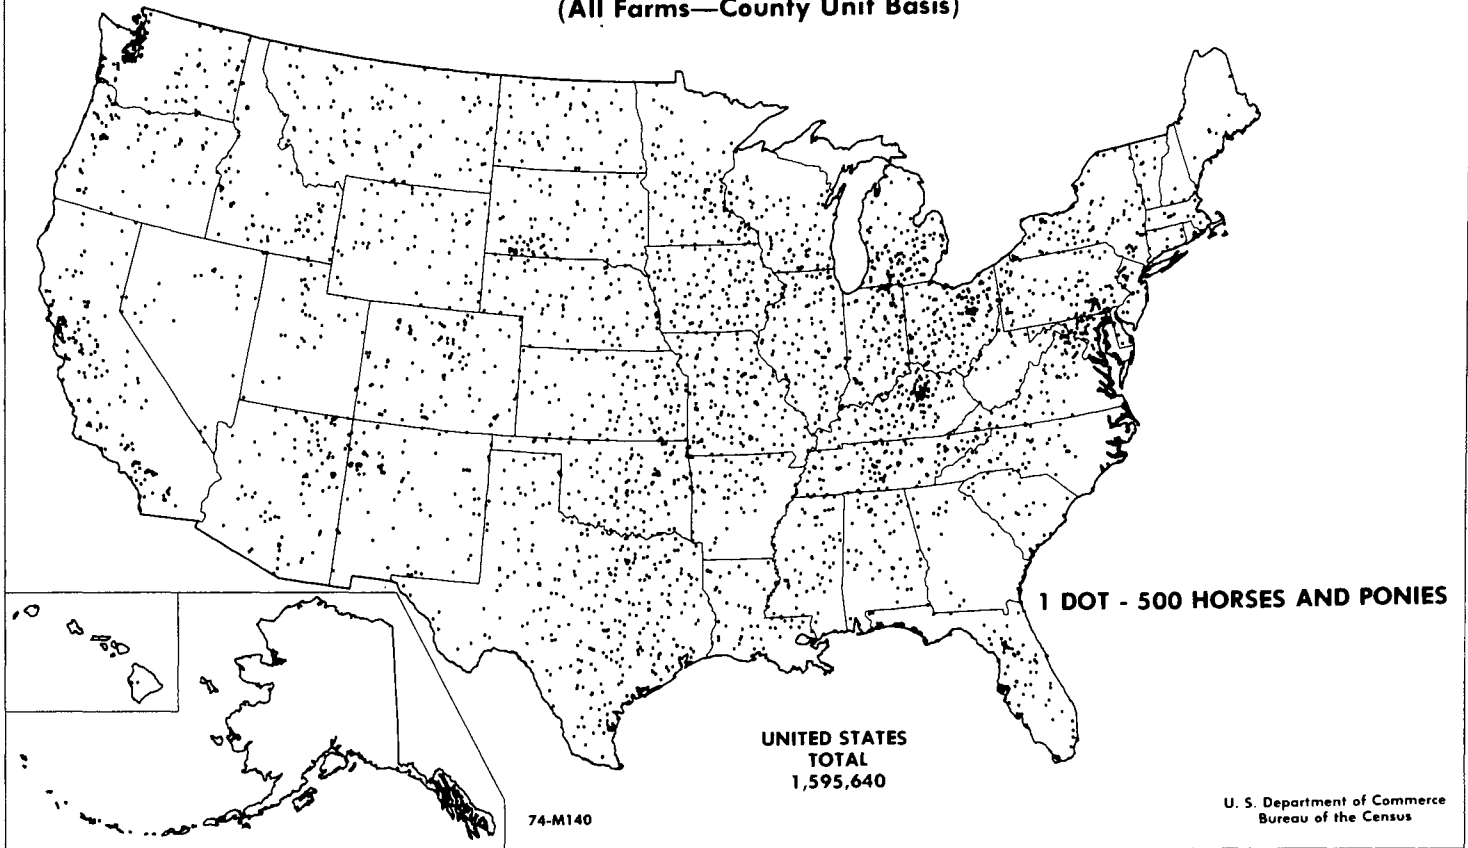 (All Farms—County Unit Basis)
1 DOT - 500 HORSES AND PONIES
UNITED STATES
TOTAL
1,595,640
74-M140
U. S. Department of Commerce
Bureau of the Census